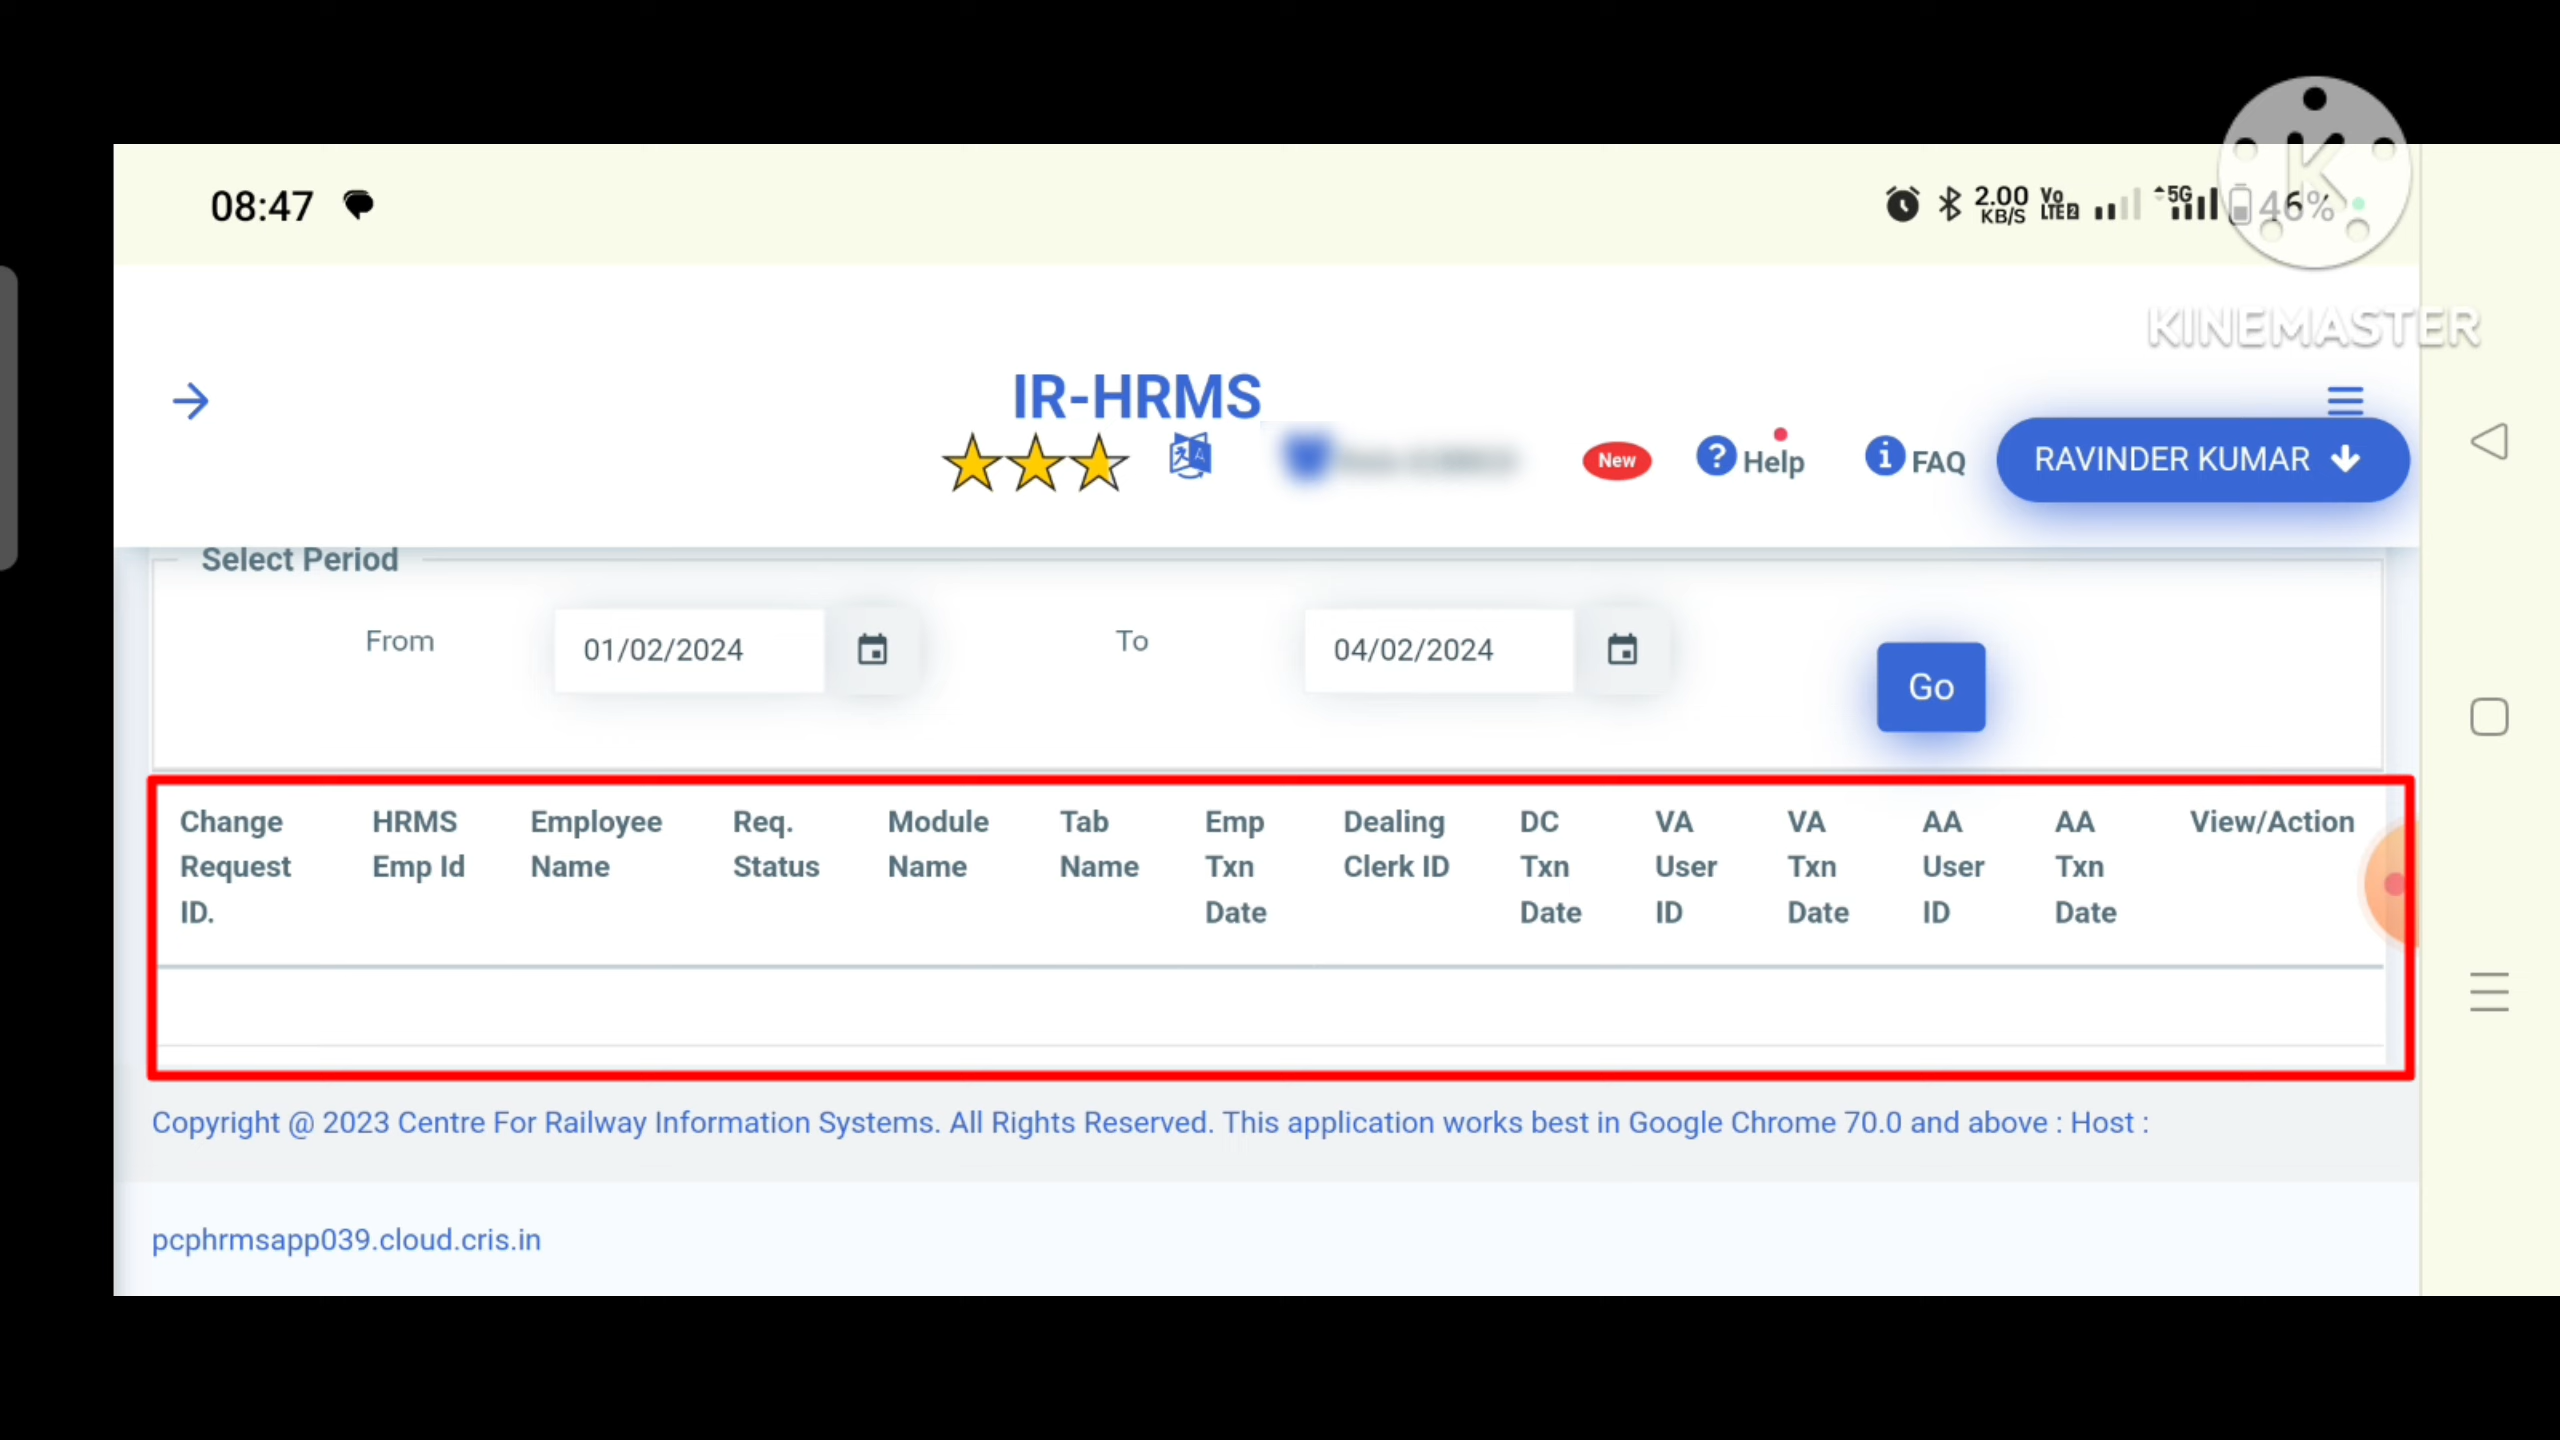 08:47
2.00 KB/S Vo LTE 2 5G 46%
KINEMASTER
IR-HRMS
New Help FAQ RAVINDER KUMAR
Select Period
From 01/02/2024 To 04/02/2024
Go
Change HRMS Employee Req. Module Tab Emp Dealing DC VA VA AA AA View/Action
Request Emp Id Name Status Name Name Txn Clerk ID Txn User Txn User Txn
ID. Date Date ID Date ID Date
Copyright @ 2023 Centre For Railway Information Systems. All Rights Reserved. This application works best in Google Chrome 70.0 and above : Host :
pcphrmsapp039.cloud.cris.in